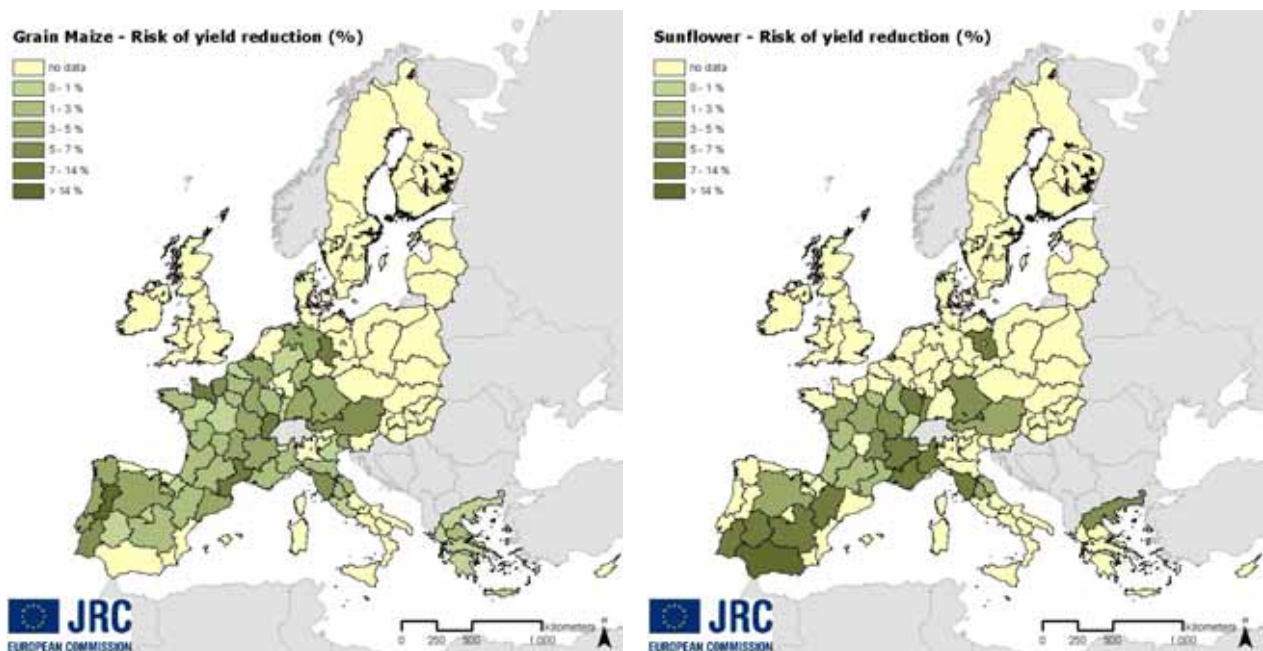 Grain Maize - Risk of yield reduction (%)
no data
0 - 1 %
1 - 3 %
3 - 5 %
5 - 7 %
7 - 14 %
> 14 %
JRC
EUROPEAN COMMISSION
Kilometers
0 250 500 1,000
N
Sunflower - Risk of yield reduction (%)
no data
0 - 1 %
1 - 3 %
3 - 5 %
5 - 7 %
7 - 14 %
> 14 %
JRC
EUROPEAN COMMISSION
Kilometers
0 250 500 1,000
N